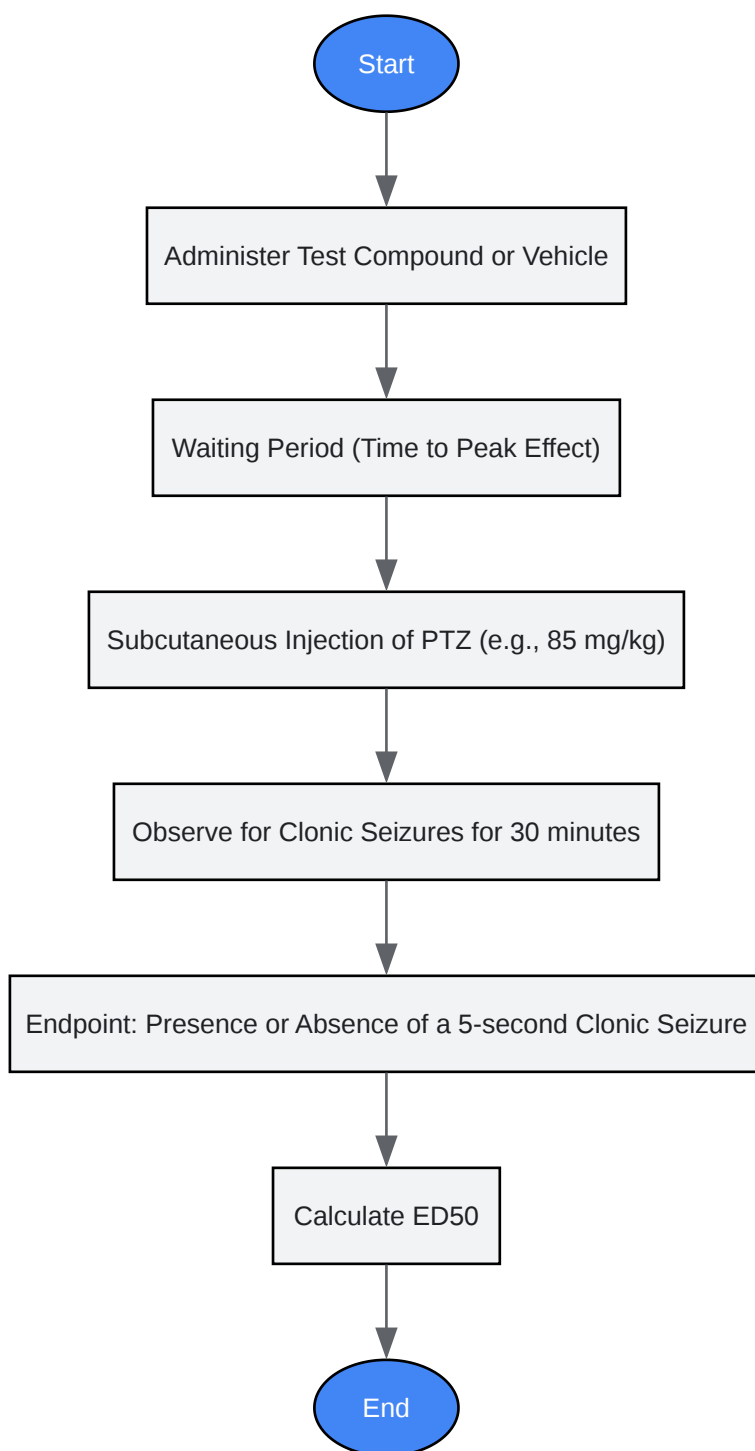 Start
Administer Test Compound or Vehicle
Waiting Period (Time to Peak Effect)
Subcutaneous Injection of PTZ (e.g., 85 mg/kg)
Observe for Clonic Seizures for 30 minutes
Endpoint: Presence or Absence of a 5-second Clonic Seizure
Calculate ED50
End